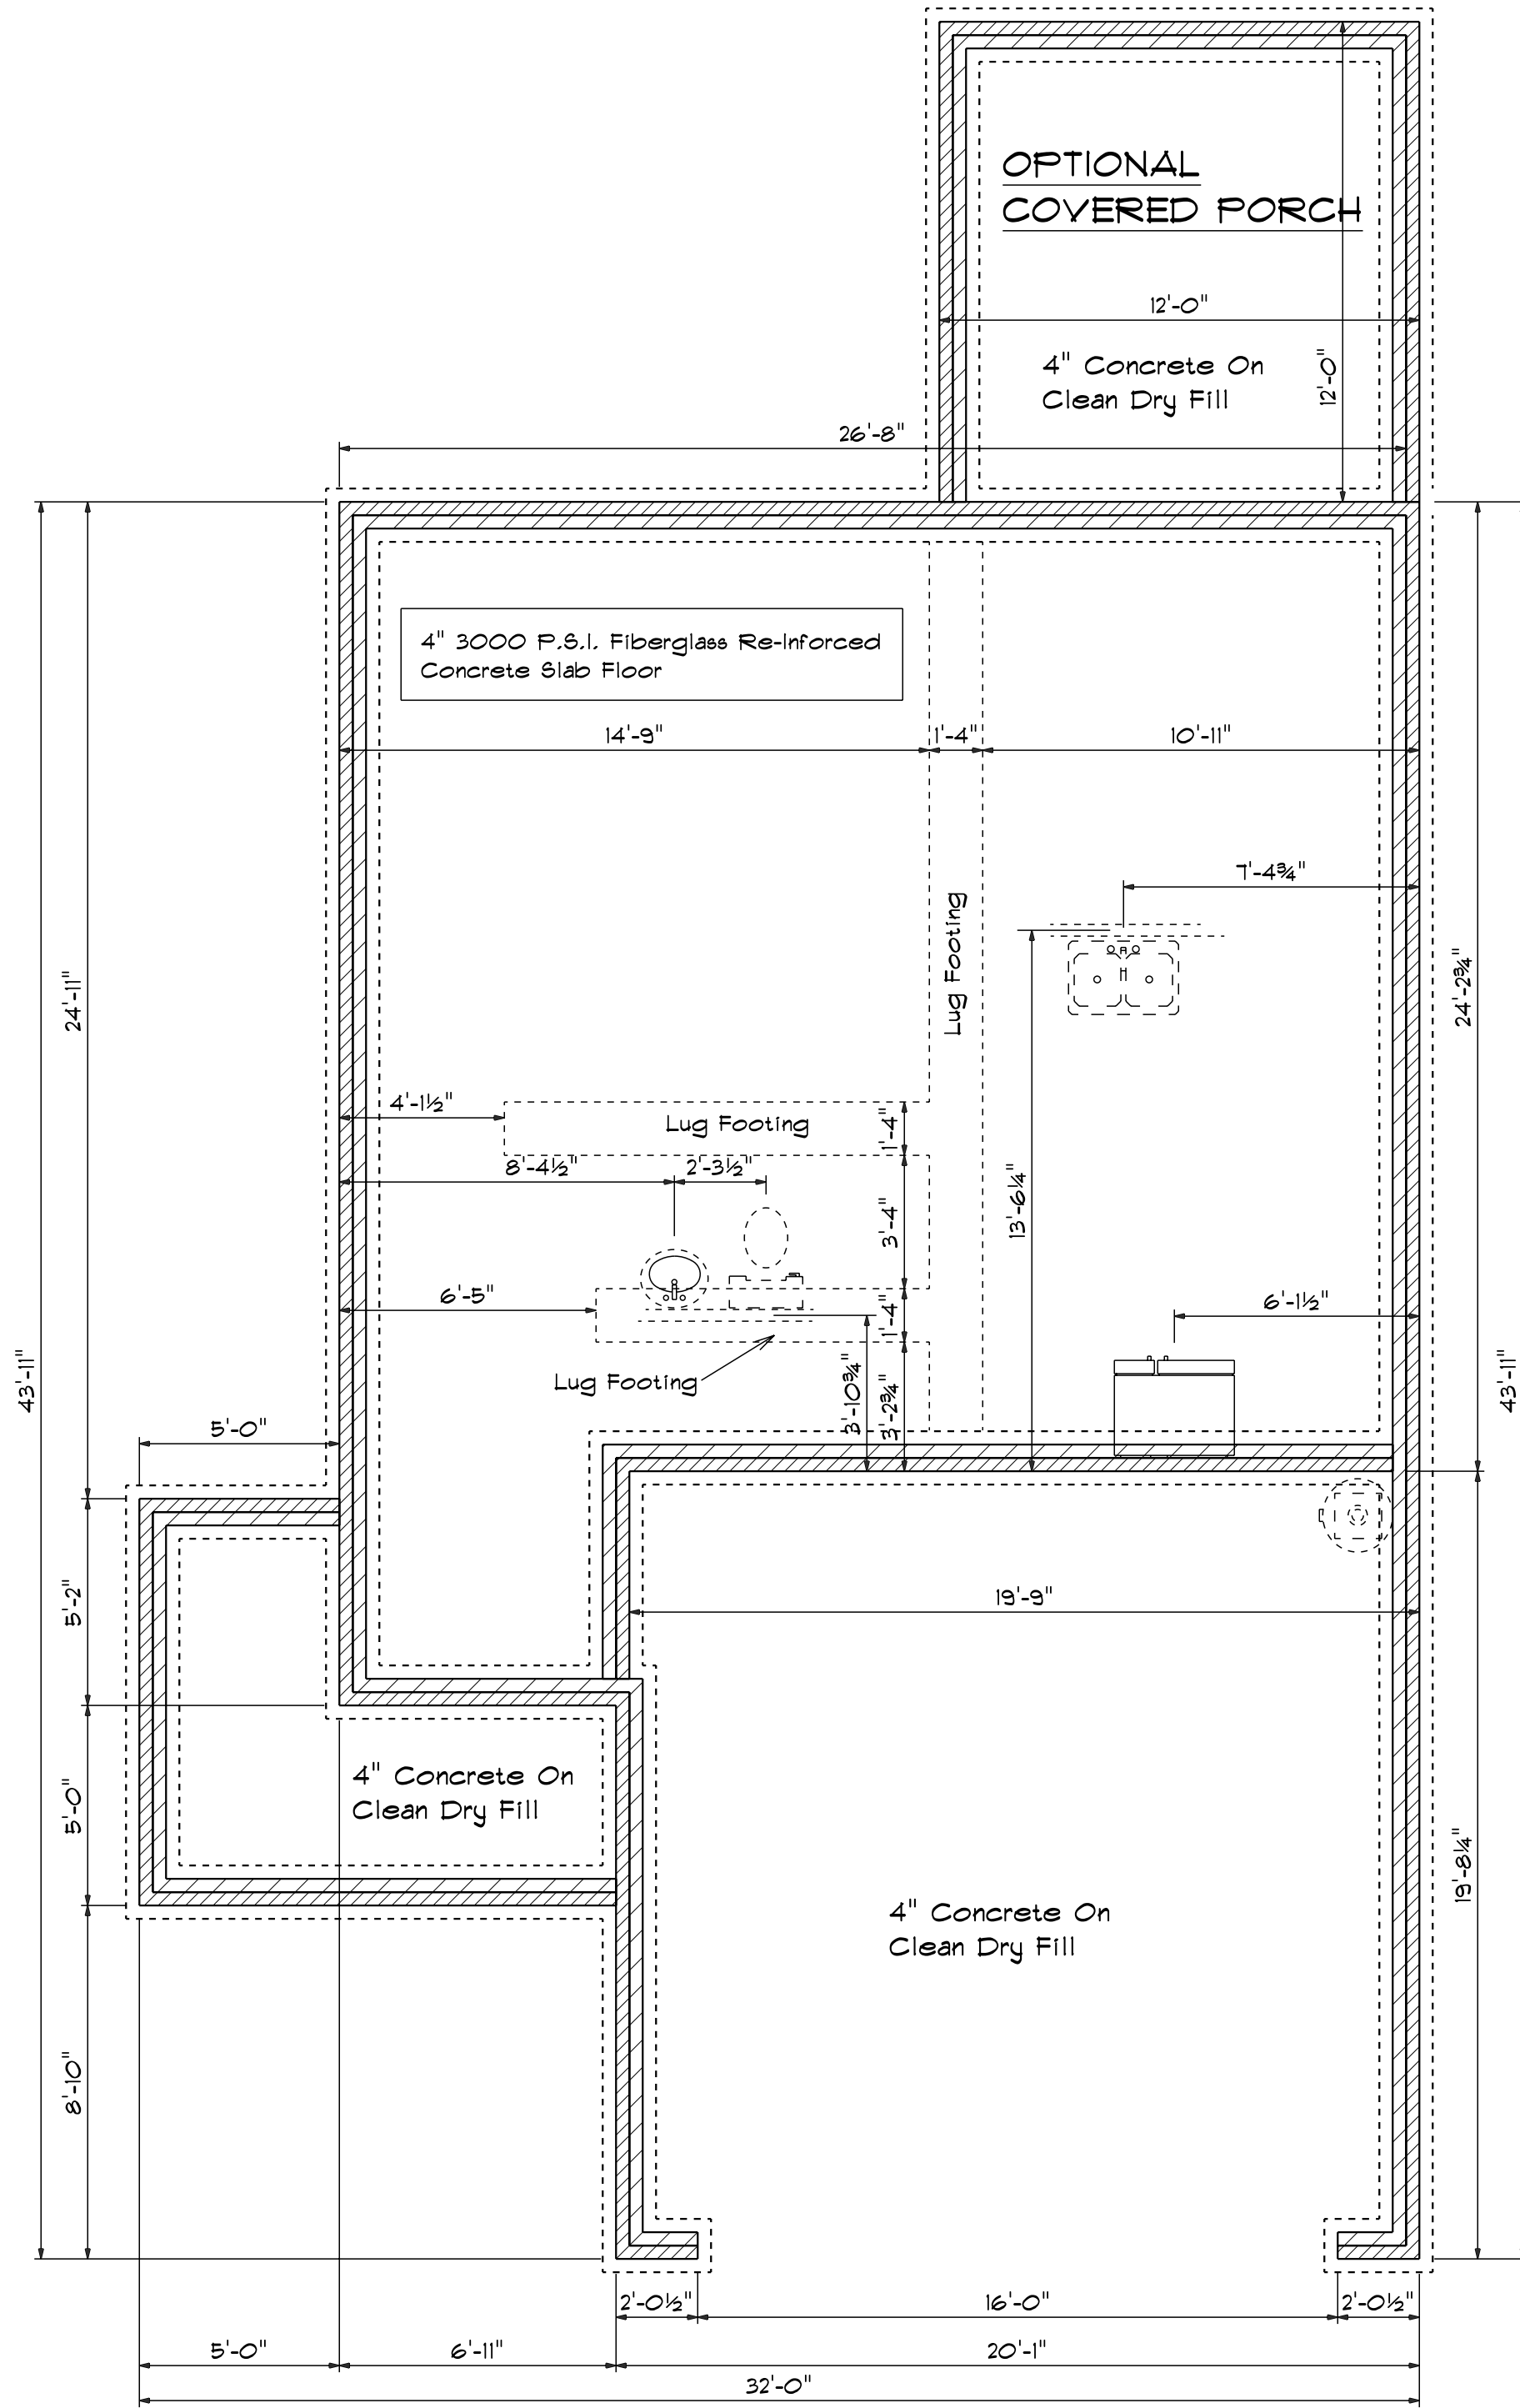 OPTIONAL
COVERED PORCH
12'-0"
12'-0"
4" Concrete On
Clean Dry Fill
26'-8"
4" 3000 P.S.I. Fiberglass Re-Inforced
Concrete Slab Floor
14'-9"
1'-4"
10'-11"
7'-4¾"
Lug Footing
24'-11"
24'-2¾"
4'-1½"
Lug Footing
1'-4"
8'-4½"
2'-3½"
3'-4"
13'-6¼"
6'-5"
1'-4"
6'-1½"
Lug Footing
3'-10¾"
3'-2¾"
43'-11"
43'-11"
5'-0"
5'-2"
19'-9"
4" Concrete On
Clean Dry Fill
5'-0"
19'-8¼"
4" Concrete On
Clean Dry Fill
8'-10"
2'-0½"
16'-0"
2'-0½"
5'-0"
6'-11"
20'-1"
32'-0"